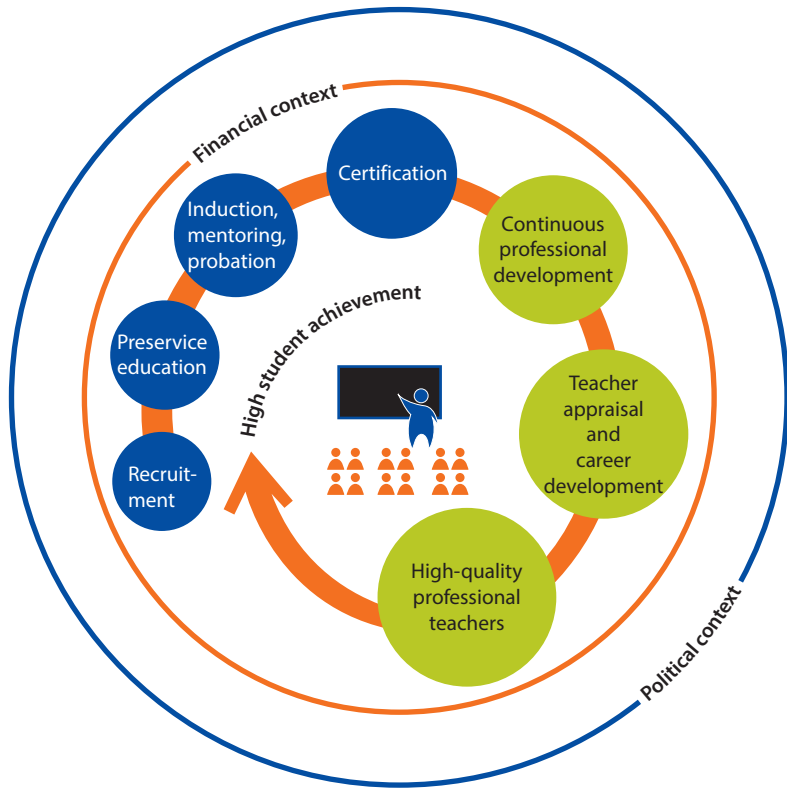 Financial context
Certification
Induction,
mentoring,
probation
Continuous
professional
development
High student achievement
Preservice
education
Teacher
appraisal
and
career
development
Recruit-
ment
High-quality
professional
teachers
Political context